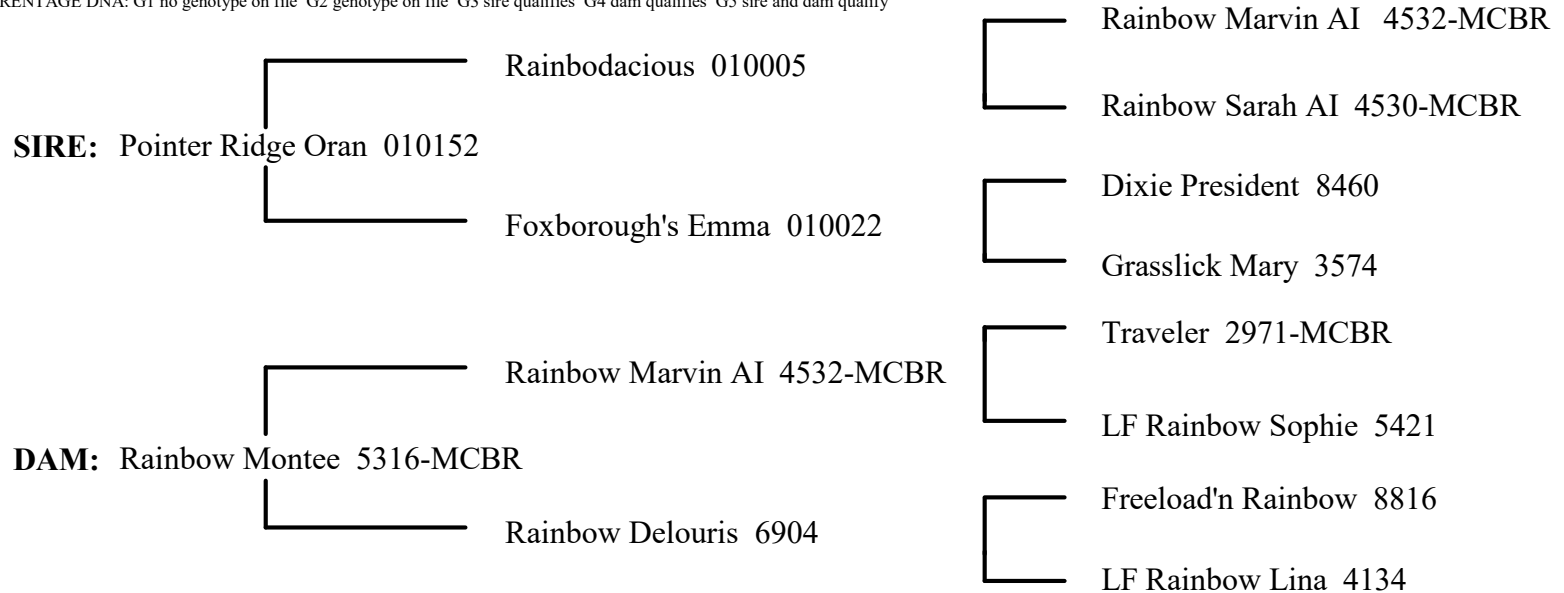 PARENTAGE DNA: G1 no genotype on file G2 genotype on file G3 sire qualifies G4 dam qualifies G5 sire and dam qualify
Rainbow Marvin AI 4532-MCBR
Rainbodacious 010005
Rainbow Sarah AI 4530-MCBR
SIRE: Pointer Ridge Oran 010152
Dixie President 8460
Foxborough's Emma 010022
Grasslick Mary 3574
Traveler 2971-MCBR
Rainbow Marvin AI 4532-MCBR
LF Rainbow Sophie 5421
DAM: Rainbow Montee 5316-MCBR
Freeload'n Rainbow 8816
Rainbow Delouris 6904
LF Rainbow Lina 4134